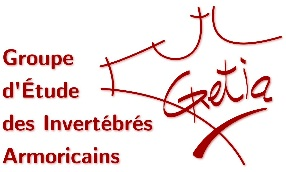 Groupe
d'Étude
des Invertébrés
Armoricains
Gretia